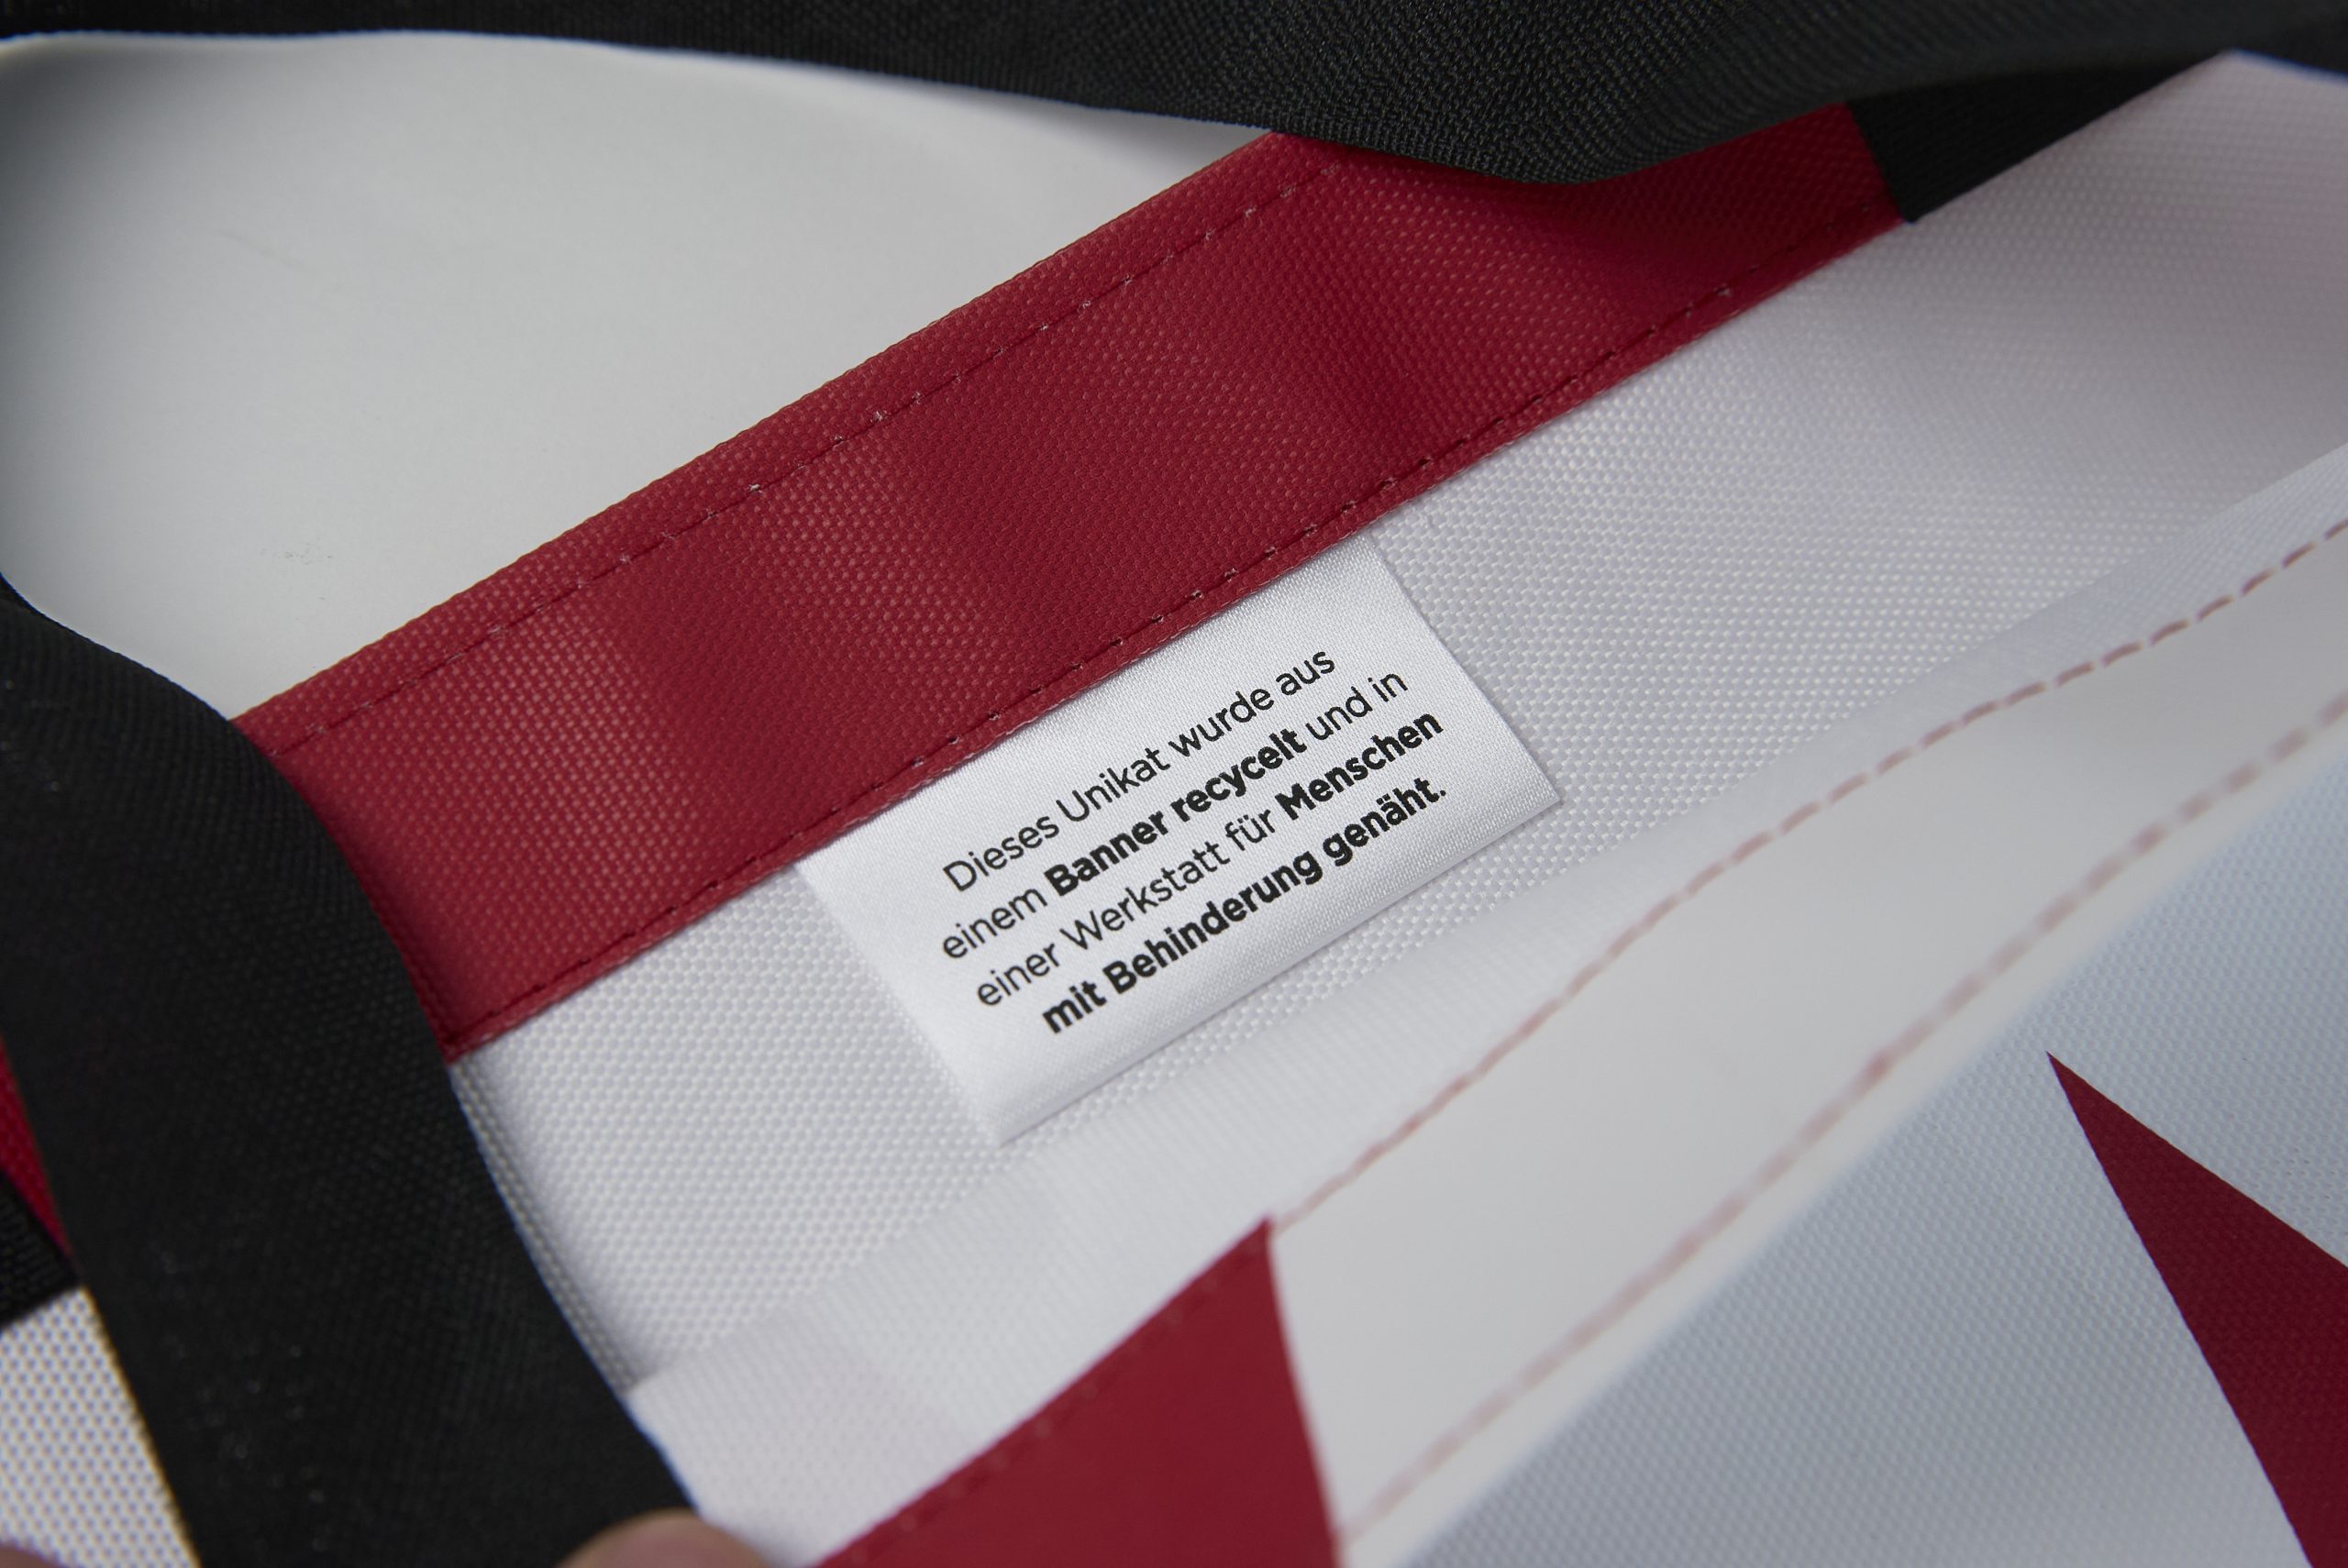 Dieses Unikat wurde aus
einem Banner recycelt und in
einer Werkstatt für Menschen
mit Behinderung genäht.